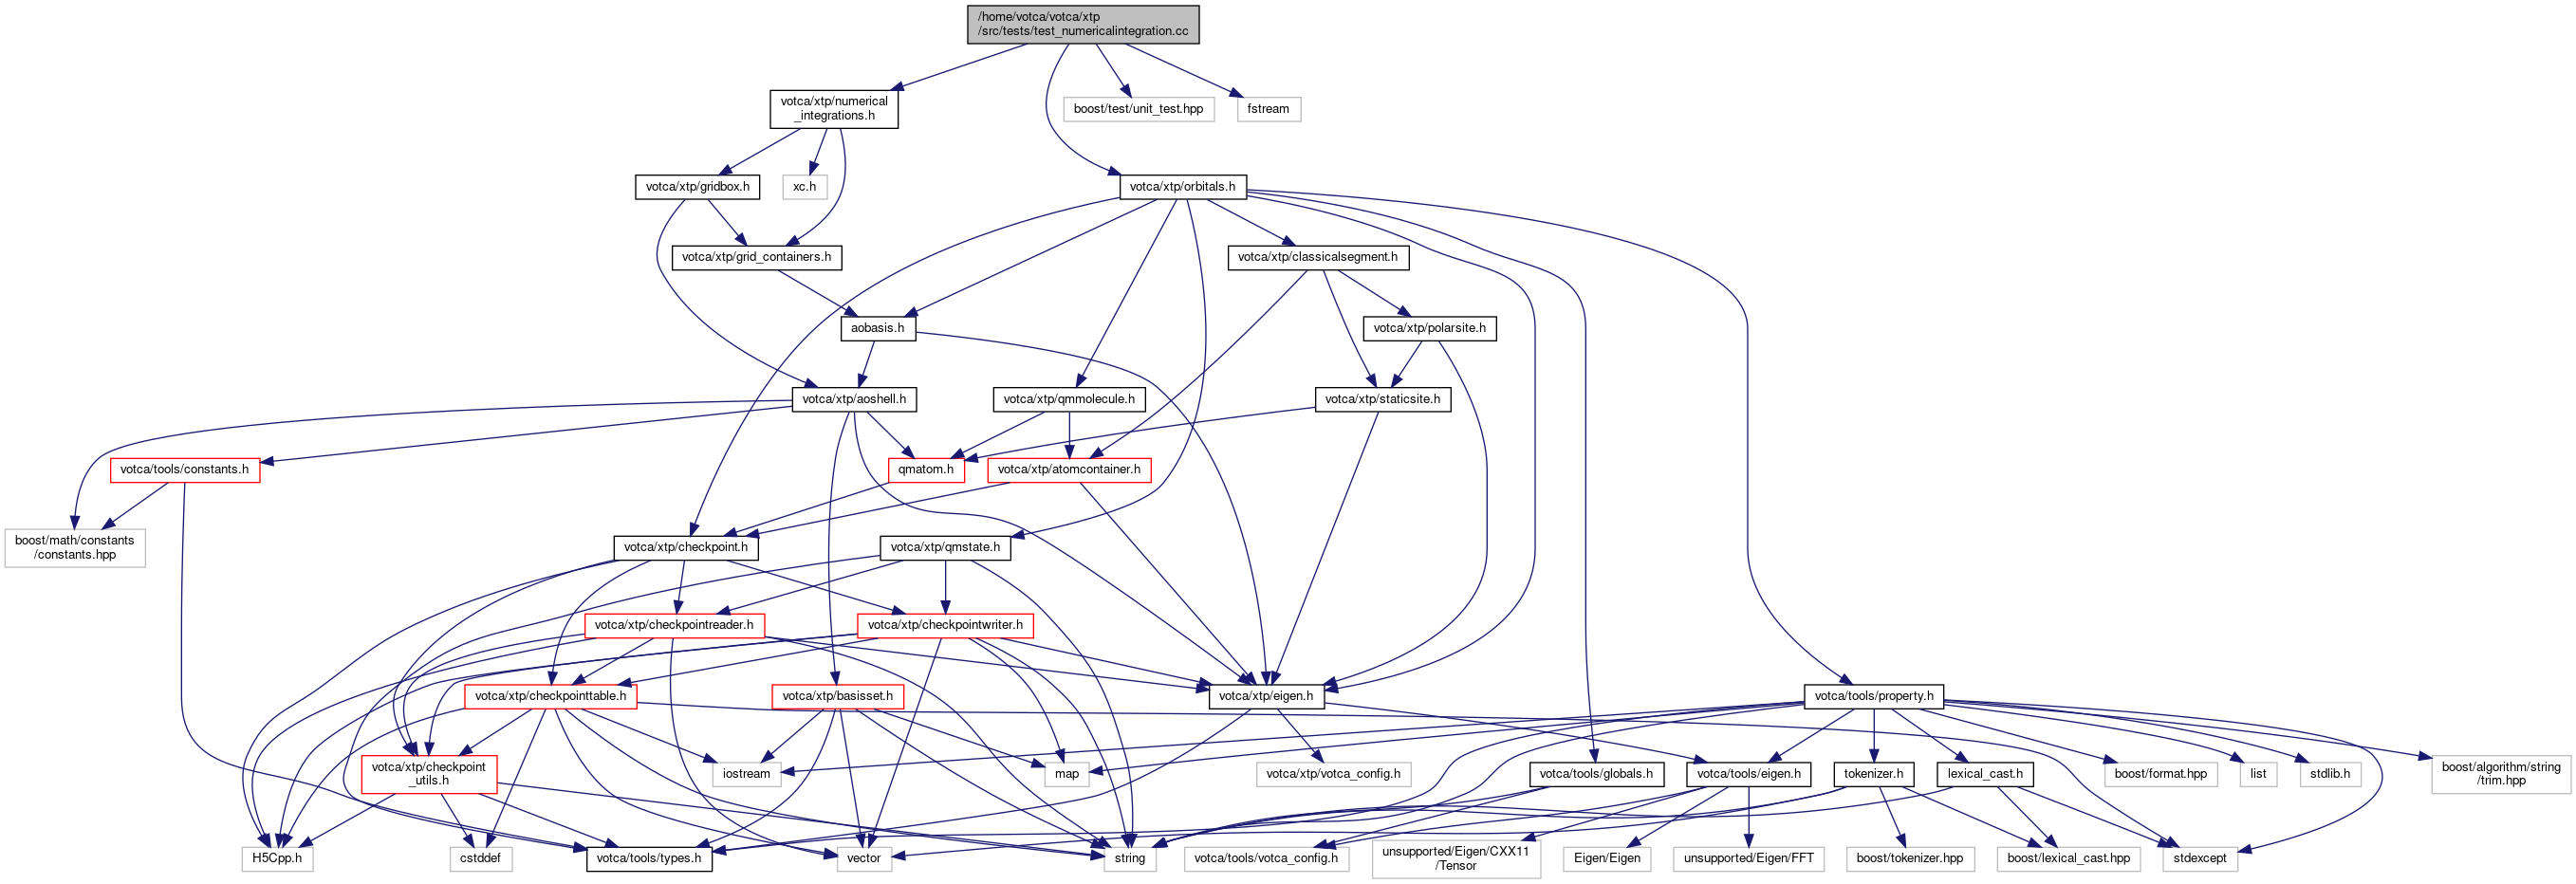 /home/votca/votca/xtp
/src/tests/test_numericalintegration.cc
votca/xtp/numerical
_integrations.h
boost/test/unit_test.hpp
fstream
votca/xtp/gridbox.h
xc.h
votca/xtp/orbitals.h
votca/xtp/grid_containers.h
votca/xtp/classicalsegment.h
aobasis.h
votca/xtp/polarsite.h
votca/xtp/aoshell.h
votca/xtp/qmmolecule.h
votca/xtp/staticsite.h
votca/tools/constants.h
qmatom.h
votca/xtp/atomcontainer.h
boost/math/constants
/constants.hpp
votca/xtp/checkpoint.h
votca/xtp/qmstate.h
votca/xtp/checkpointreader.h
votca/xtp/checkpointwriter.h
votca/xtp/checkpointtable.h
votca/xtp/basisset.h
votca/xtp/eigen.h
votca/tools/property.h
votca/xtp/checkpoint
_utils.h
iostream
map
votca/xtp/votca_config.h
votca/tools/globals.h
votca/tools/eigen.h
tokenizer.h
lexical_cast.h
boost/format.hpp
list
stdlib.h
boost/algorithm/string
/trim.hpp
H5Cpp.h
cstddef
votca/tools/types.h
vector
string
votca/tools/votca_config.h
unsupported/Eigen/CXX11
/Tensor
Eigen/Eigen
unsupported/Eigen/FFT
boost/tokenizer.hpp
boost/lexical_cast.hpp
stdexcept